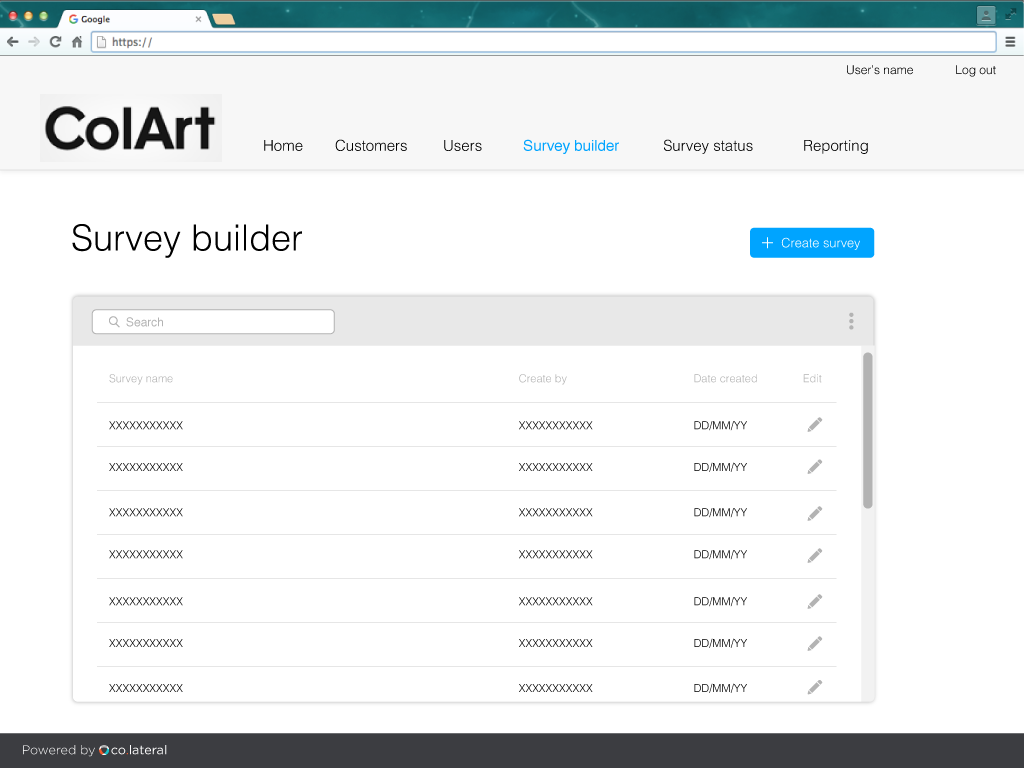 Google
https://
User's name Log out
ColArt
Home Customers Users Survey builder Survey status Reporting
Survey builder
Create survey
Search
Survey name Create by Date created Edit
XXXXXXXXXXX XXXXXXXXXXX DD/MM/YY
XXXXXXXXXXX XXXXXXXXXXX DD/MM/YY
XXXXXXXXXXX XXXXXXXXXXX DD/MM/YY
XXXXXXXXXXX XXXXXXXXXXX DD/MM/YY
XXXXXXXXXXX XXXXXXXXXXX DD/MM/YY
XXXXXXXXXXX XXXXXXXXXXX DD/MM/YY
XXXXXXXXXXX XXXXXXXXXXX DD/MM/YY
Powered by co.lateral